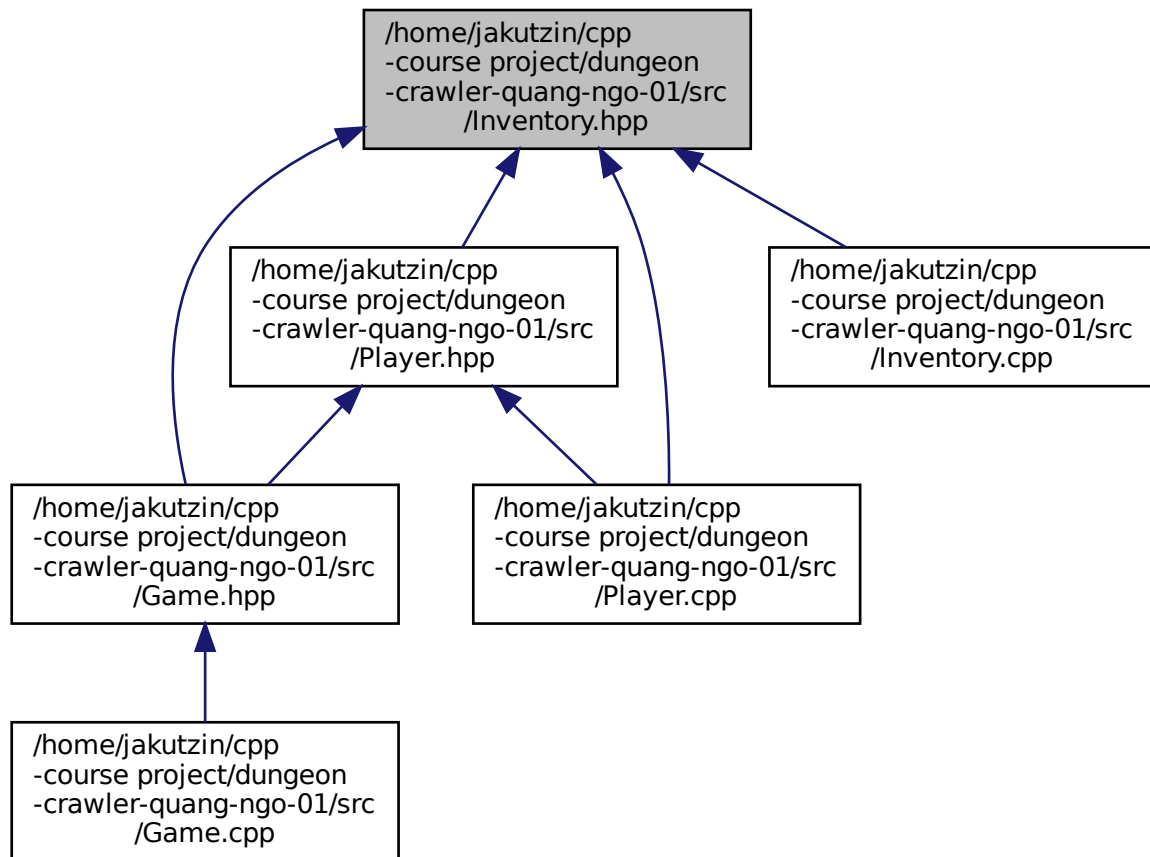 /home/jakutzin/cpp
-course project/dungeon
-crawler-quang-ngo-01/src
/Inventory.hpp
/home/jakutzin/cpp
-course project/dungeon
-crawler-quang-ngo-01/src
/Player.hpp
/home/jakutzin/cpp
-course project/dungeon
-crawler-quang-ngo-01/src
/Inventory.cpp
/home/jakutzin/cpp
-course project/dungeon
-crawler-quang-ngo-01/src
/Game.hpp
/home/jakutzin/cpp
-course project/dungeon
-crawler-quang-ngo-01/src
/Player.cpp
/home/jakutzin/cpp
-course project/dungeon
-crawler-quang-ngo-01/src
/Game.cpp